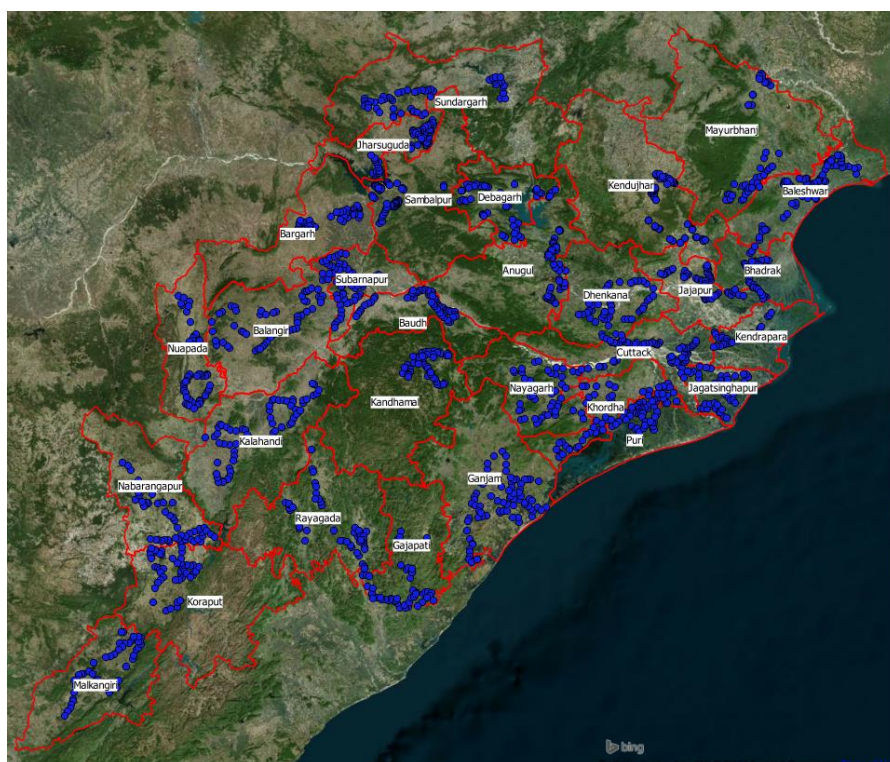 Sundargarh
Mayurbhanj
Jharsuguda
Kendujhar
Baleshwar
Sambalpur
Debagarh
Bargarh
Anugul
Bhadrak
Subarnapur
Jajapur
Dhenkanal
Baudh
Balangir
Kendrapara
Nuapada
Cuttack
Nayagarh
Jagatsinghapur
Kandhamal
Khordha
Puri
Kalahandi
Ganjam
Nabarangapur
Rayagada
Gajapati
Koraput
Malkangiri
bing